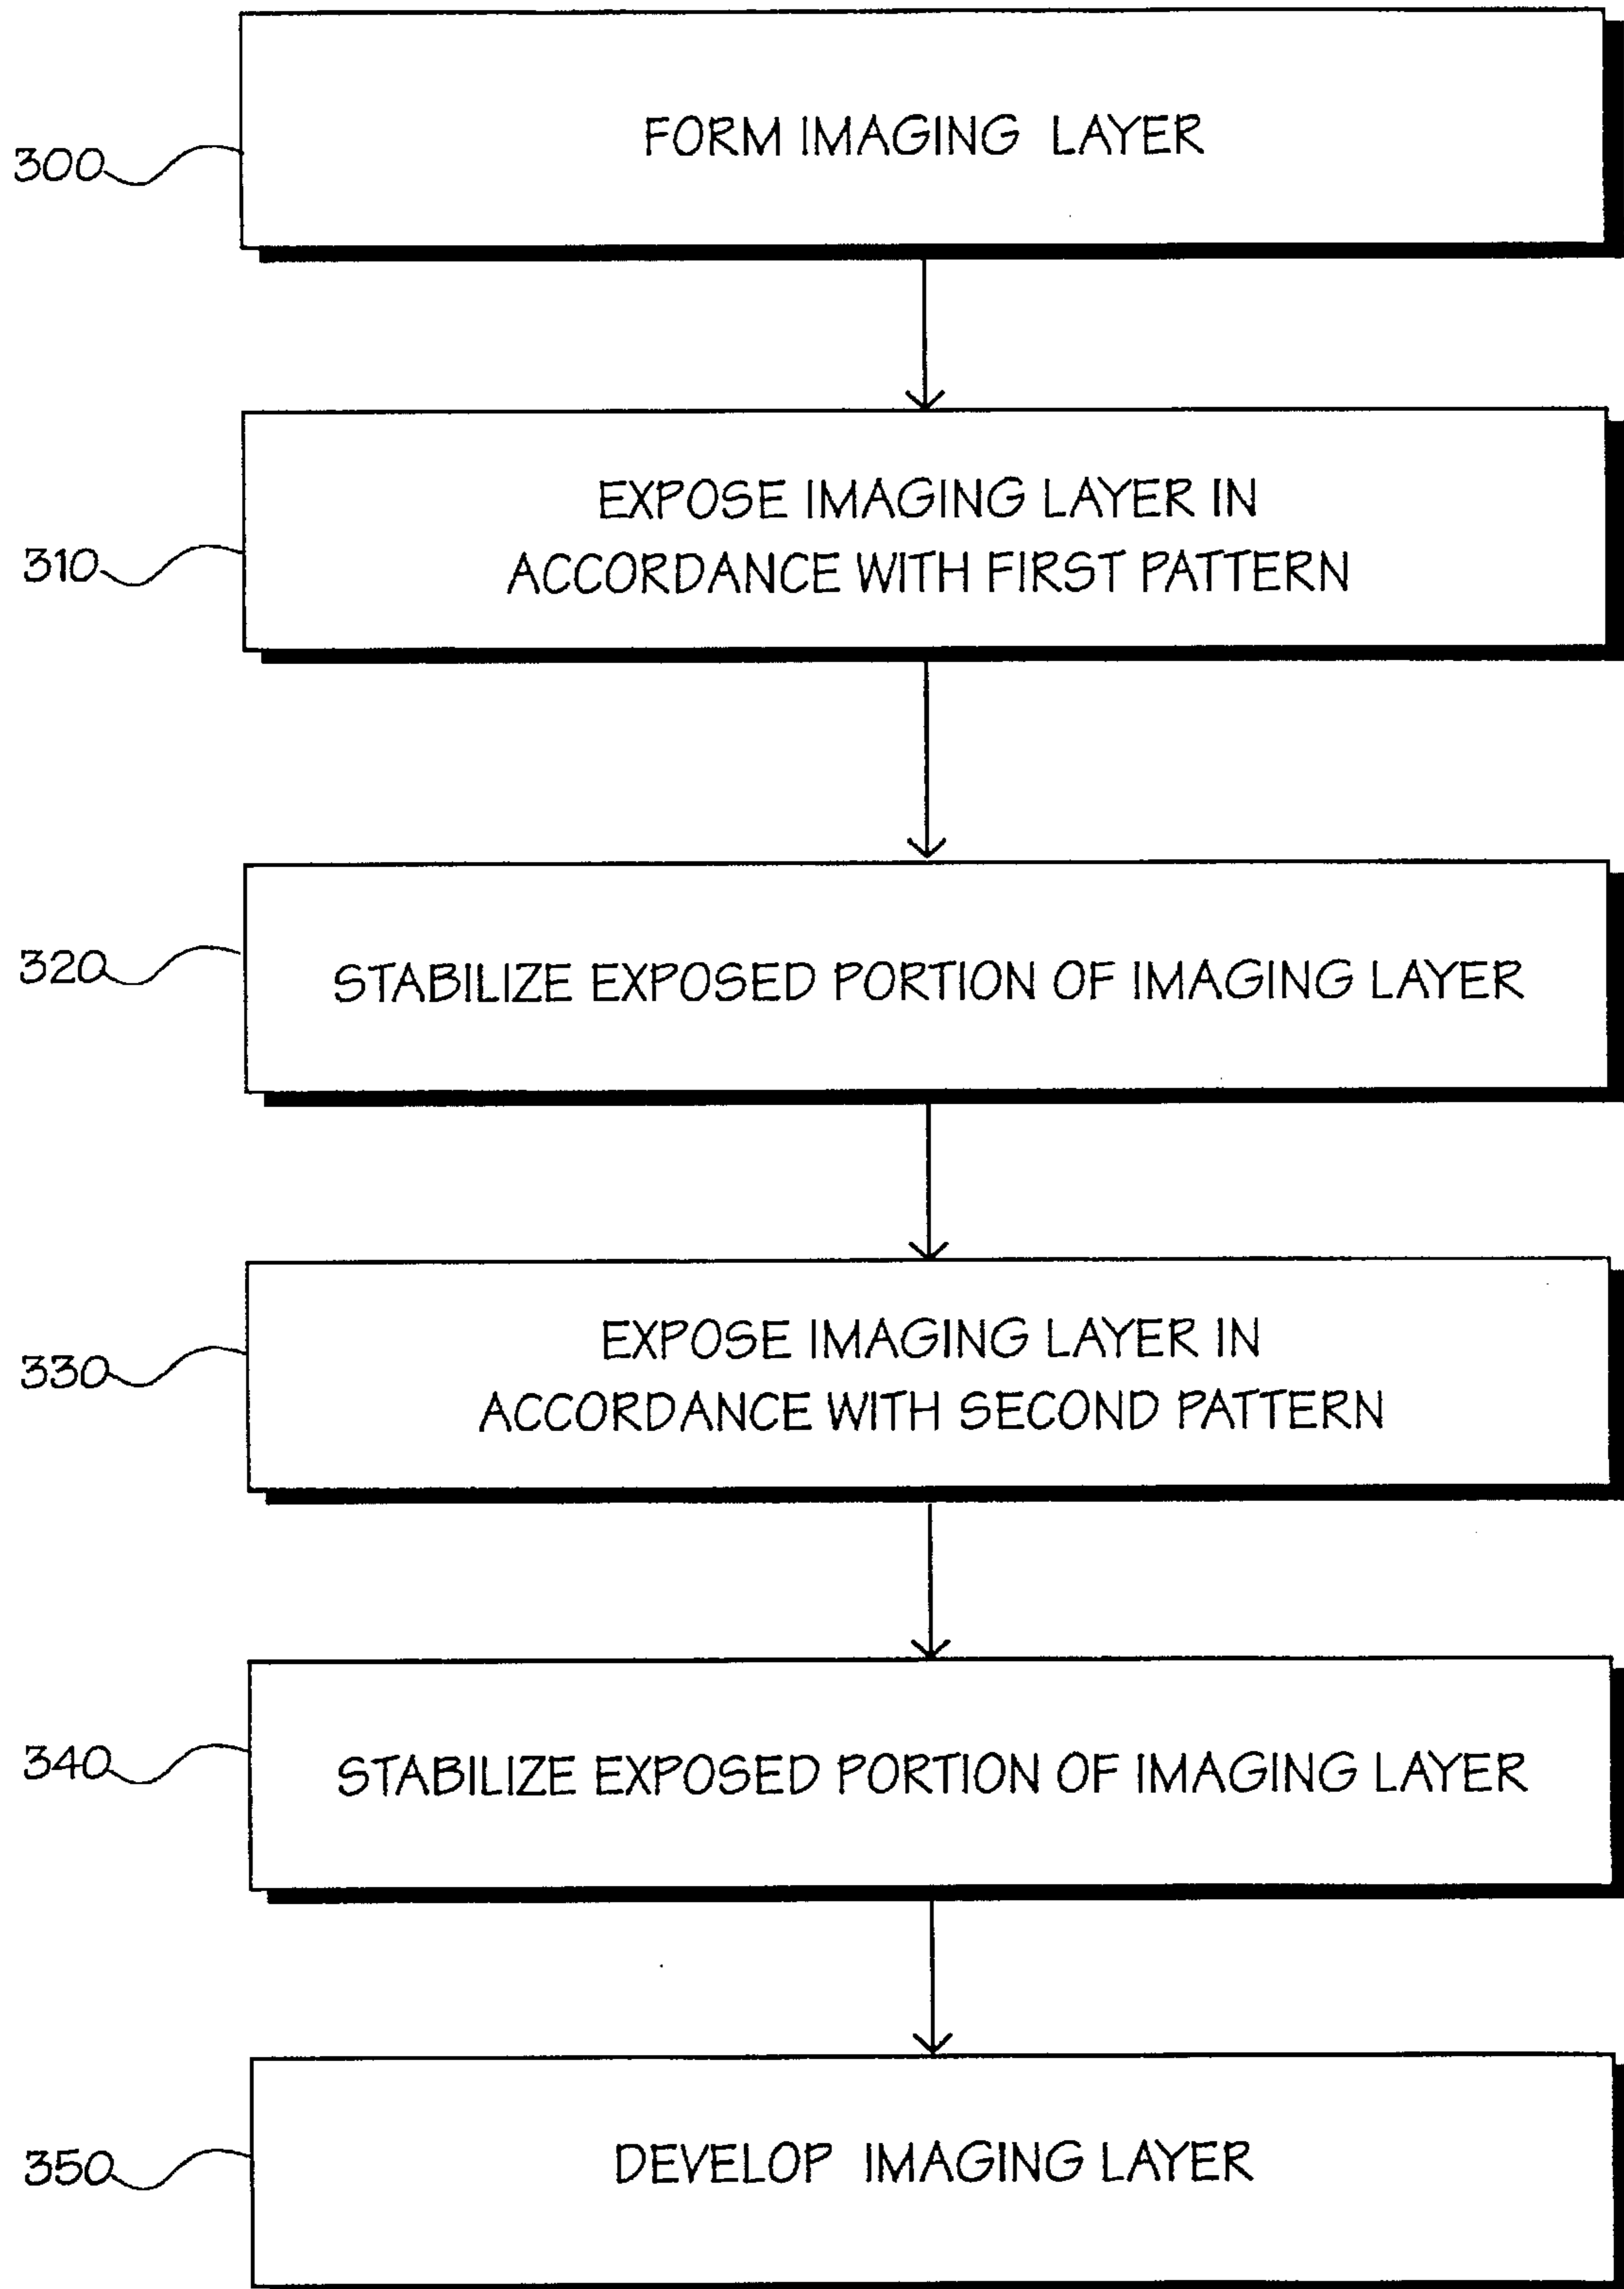 FORM IMAGING LAYER
300
EXPOSE IMAGING LAYER IN
ACCORDANCE WITH FIRST PATTERN
310
STABILIZE EXPOSED PORTION OF IMAGING LAYER
320
EXPOSE IMAGING LAYER IN
ACCORDANCE WITH SECOND PATTERN
330
STABILIZE EXPOSED PORTION OF IMAGING LAYER
340
DEVELOP IMAGING LAYER
350